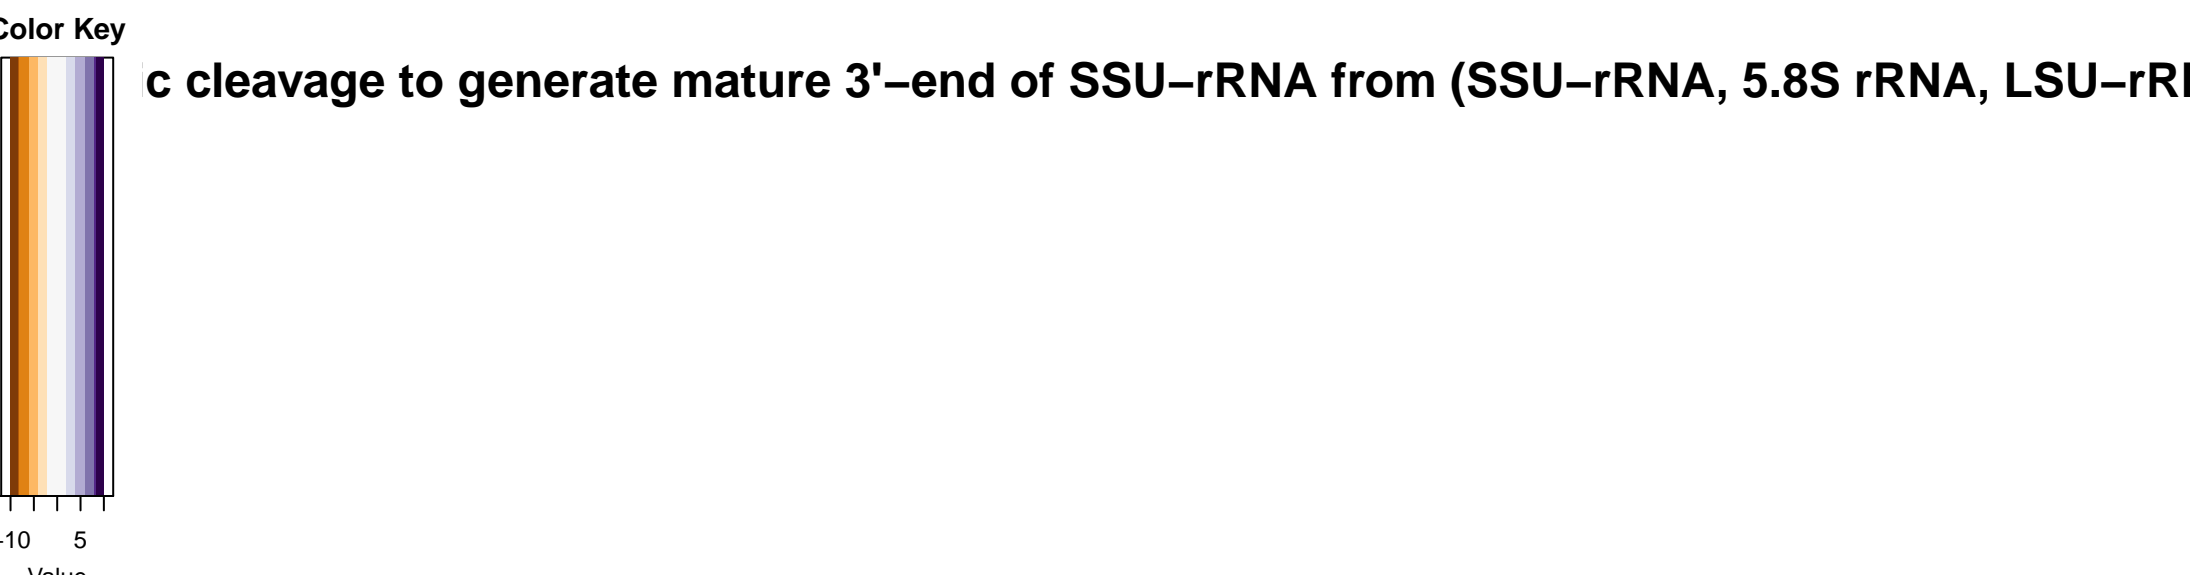 Color Key
c cleavage to generate mature 3'–end of SSU–rRNA from (SSU–rRNA, 5.8S rRNA, LSU–rR
-10 5
Value